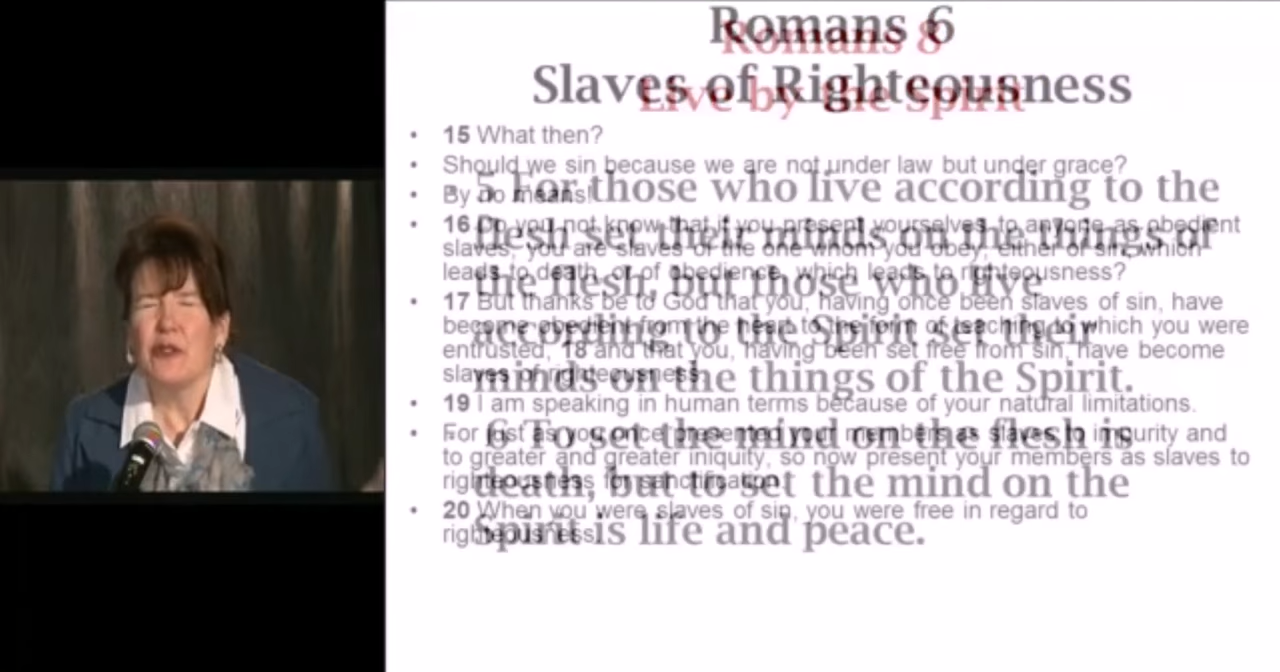 Romans 6
Slaves of Righteousness
• 15 What then?
• Should we sin because we are not under law but under grace?
• By no means!
• 16 Do you not know that if you present yourselves to anyone as obedient
slaves, you are slaves of the one whom you obey, either of sin, which
leads to death, or of obedience, which leads to righteousness?
• 17 But thanks be to God that you, having once been slaves of sin, have
become obedient from the heart to the form of teaching to which you were
entrusted, 18 and that you, having been set free from sin, have become
slaves of righteousness.
• 19 I am speaking in human terms because of your natural limitations.
• For just as you once presented your members as slaves to impurity and
to greater and greater iniquity, so now present your members as slaves to
righteousness for sanctification.
• 20 When you were slaves of sin, you were free in regard to
righteousness.
Romans 8
Live by the Spirit
• 5 For those who live according to the
flesh set their minds on the things of
the flesh, but those who live
according to the Spirit set their
minds on the things of the Spirit.
• 6 To set the mind on the flesh is
death, but to set the mind on the
Spirit is life and peace.